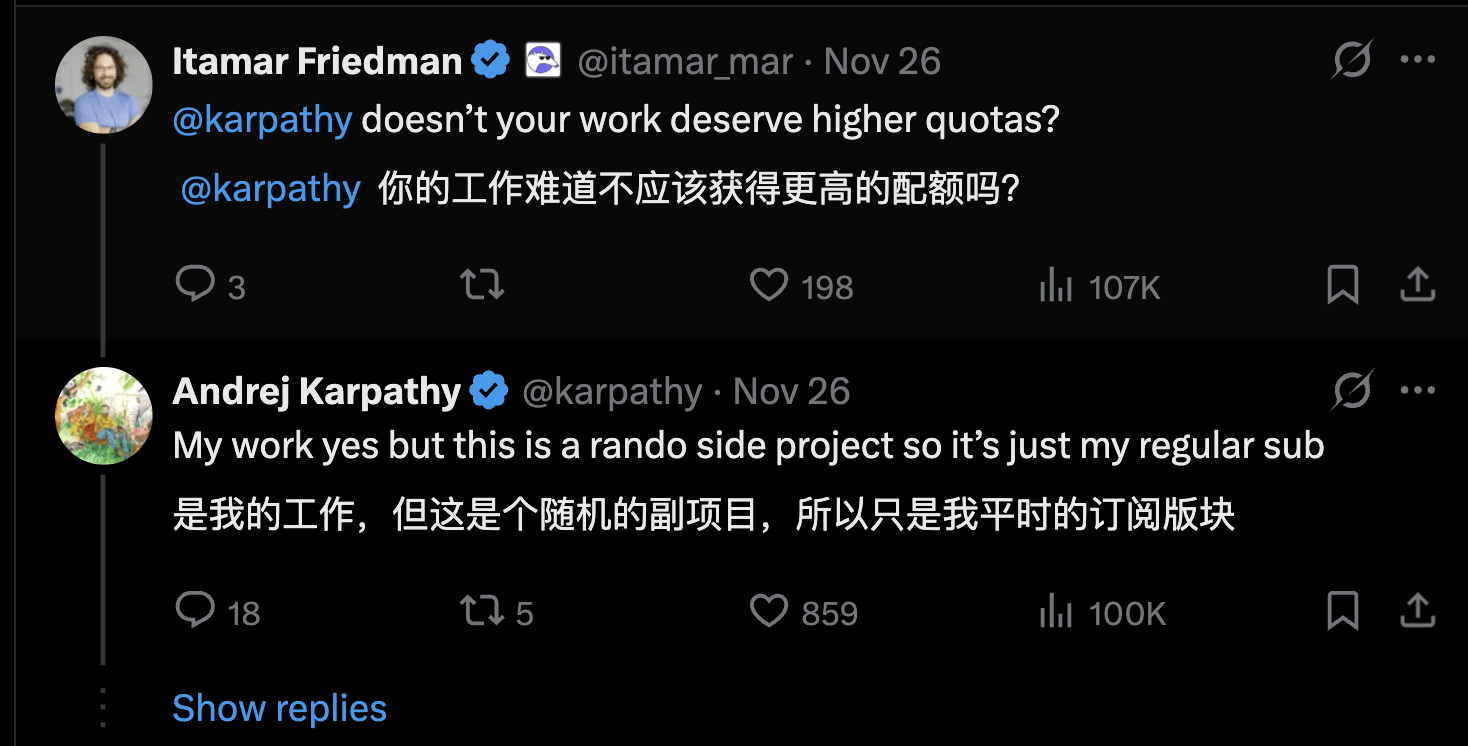 Itamar Friedman @itamar_mar · Nov 26
@karpathy doesn’t your work deserve higher quotas?
@karpathy 你的工作难道不应该获得更高的配额吗？
3 198 107K
Andrej Karpathy @karpathy · Nov 26
My work yes but this is a rando side project so it’s just my regular sub
是我的工作，但这是个随机的副项目，所以只是我平时的订阅版块
18 5 859 100K
Show replies